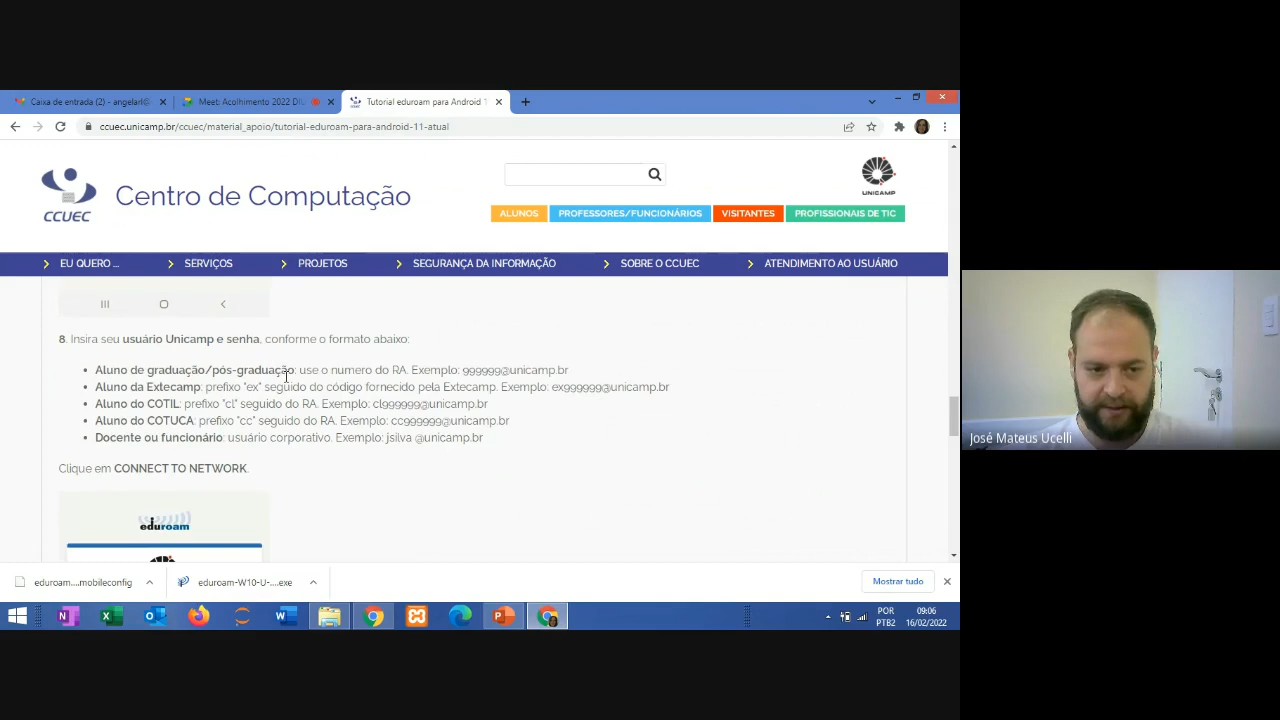 Caixa de entrada (2) - angelarl@
Meet: Acolhimento 2022 DI
Tutorial eduroam para Android 1
ccuec.unicamp.br/ccuec/material_apoio/tutorial-eduroam-para-android-11-atual
CCUEC
Centro de Computação
UNICAMP
ALUNOS
PROFESSORES/FUNCIONÁRIOS
VISITANTES
PROFISSIONAIS DE TIC
EU QUERO ...
SERVIÇOS
PROJETOS
SEGURANÇA DA INFORMAÇÃO
SOBRE O CCUEC
ATENDIMENTO AO USUÁRIO
8. Insira seu usuário Unicamp e senha, conforme o formato abaixo:
Aluno de graduação/pós-graduação: use o numero do RA. Exemplo: 999999@unicamp.br
Aluno da Extecamp: prefixo "ex" seguido do código fornecido pela Extecamp. Exemplo: ex999999@unicamp.br
Aluno do COTIL: prefixo "cl" seguido do RA. Exemplo: cl999999@unicamp.br
Aluno do COTUCA: prefixo "cc" seguido do RA. Exemplo: cc999999@unicamp.br
Docente ou funcionário: usuário corporativo. Exemplo: jsilva @unicamp.br
Clique em CONNECT TO NETWORK.
eduroam
eduroam....mobileconfig
eduroam-W10-U-....exe
Mostrar tudo
POR
PTB2
09:06
16/02/2022
José Mateus Ucelli